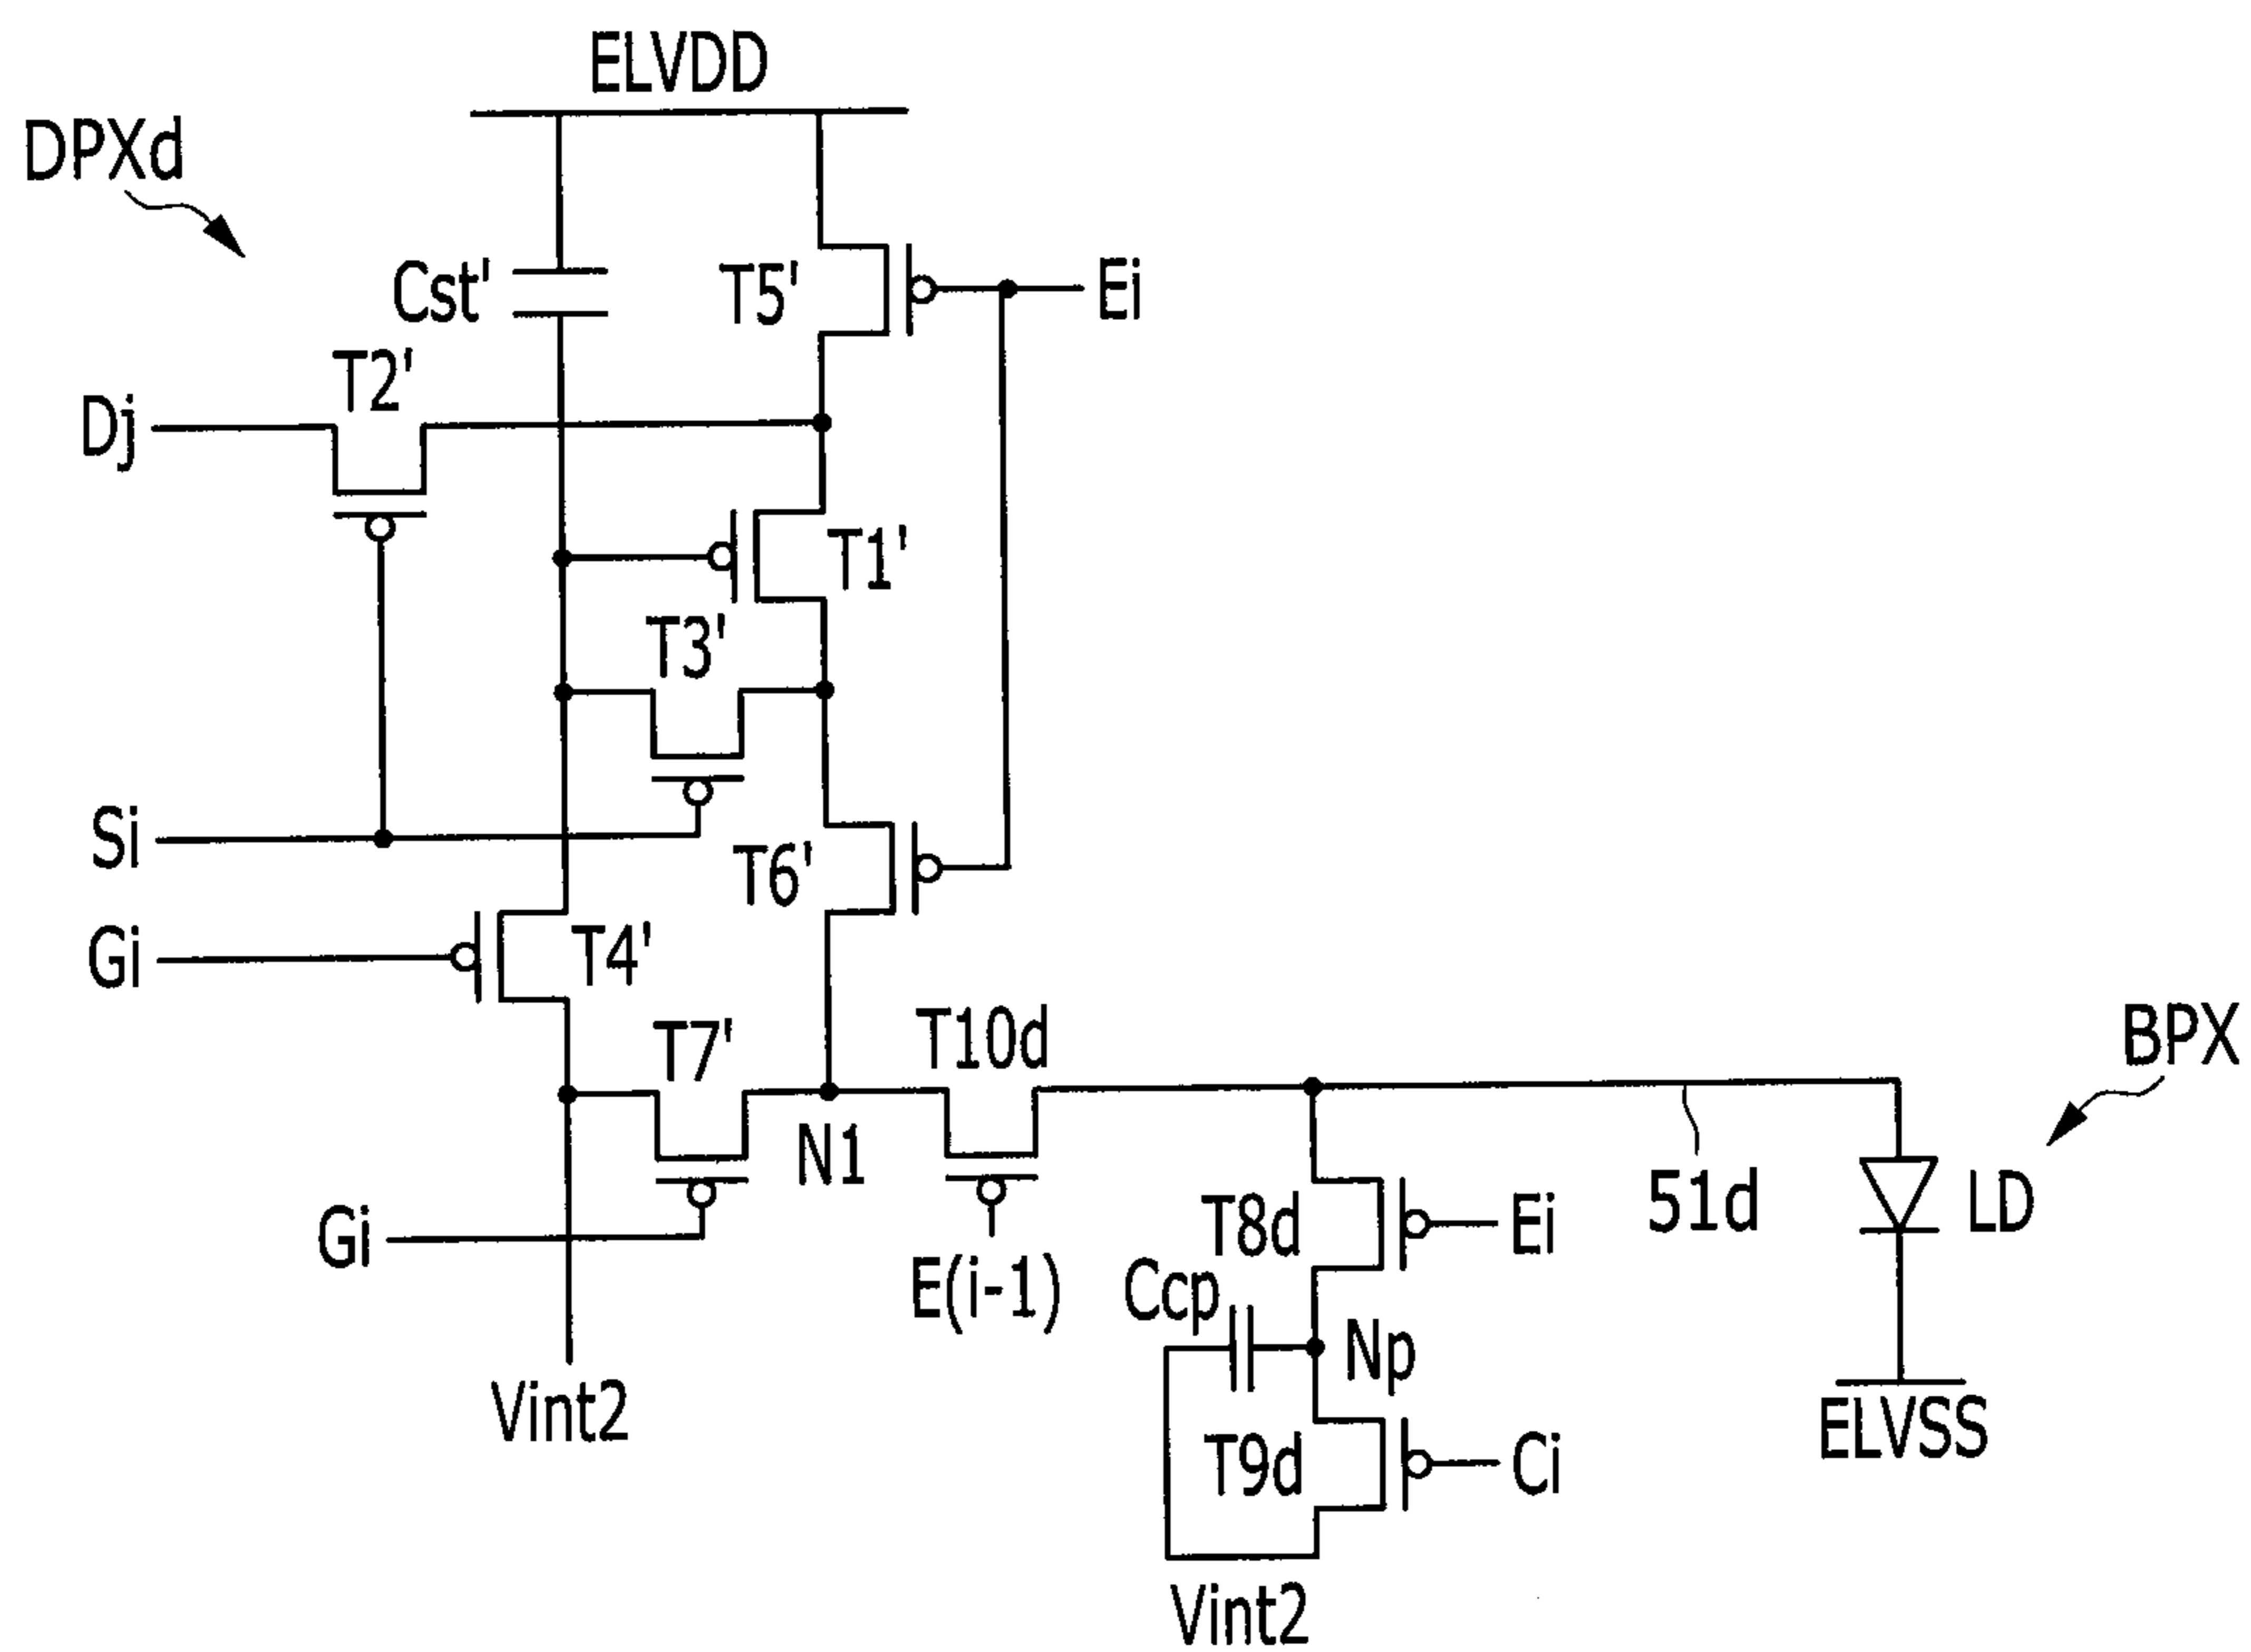 ELVDD
DPXd
Cst'
T5'
Ei
T2'
Dj
T1'
T3'
Si
T6'
Gi
T4'
T7'
T10d
BPX
N1
Gi
E(i-1)
T8d
Ei
51d
LD
Ccp
Np
Vint2
ELVSS
T9d
Ci
Vint2